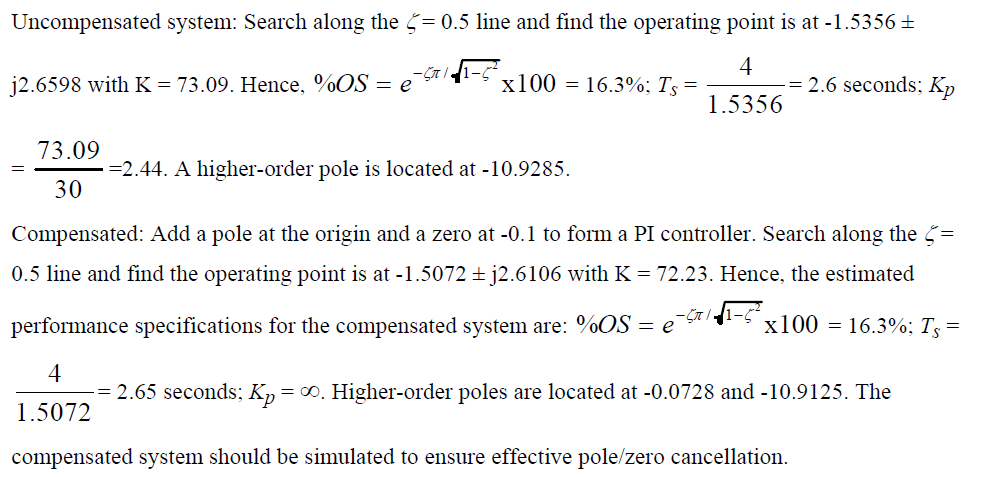 Uncompensated system: Search along the ζ = 0.5 line and find the operating point is at -1.5356 ±
j2.6598 with K = 73.09. Hence, %OS = e^{-ζπ/√(1-ζ²)} x100 = 16.3%; T_s = 4/1.5356 = 2.6 seconds; K_p
= 73.09/30 =2.44. A higher-order pole is located at -10.9285.
Compensated: Add a pole at the origin and a zero at -0.1 to form a PI controller. Search along the ζ =
0.5 line and find the operating point is at -1.5072 ± j2.6106 with K = 72.23. Hence, the estimated
performance specifications for the compensated system are: %OS = e^{-ζπ/√(1-ζ²)} x100 = 16.3%; T_s =
4/1.5072 = 2.65 seconds; K_p = ∞. Higher-order poles are located at -0.0728 and -10.9125. The
compensated system should be simulated to ensure effective pole/zero cancellation.